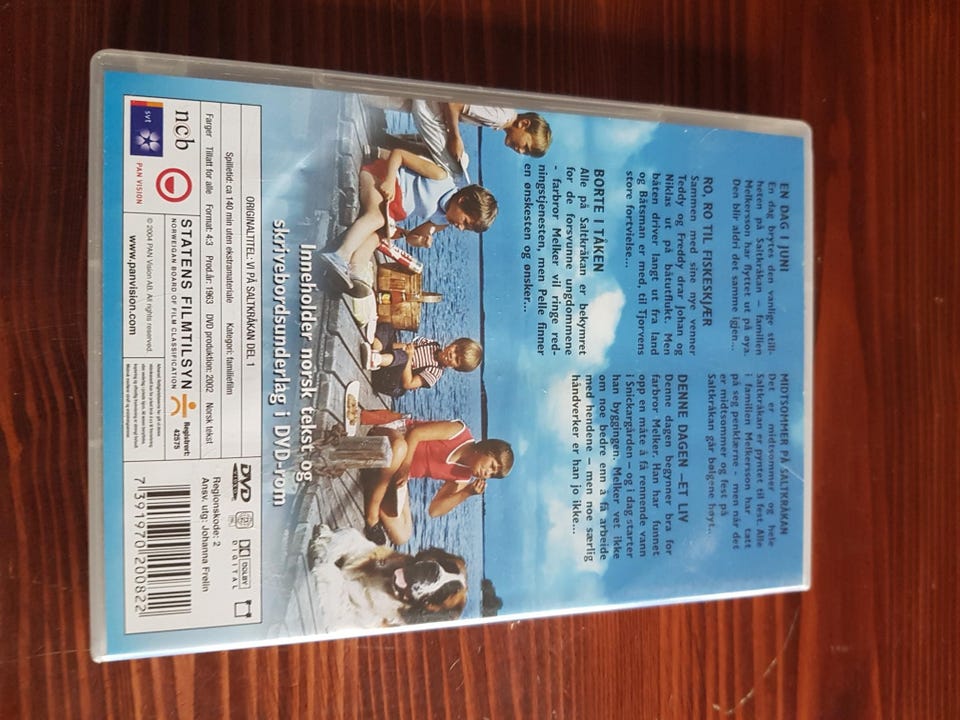 EN DAG I JUNI
En dag brytes den vanlige still-
heten på Saltkråkan – familien
Melkersson har flyttet ut på øya.
Den blir aldri det samme igjen...
RO, RO TIL FISKESKJÆR
Sammen med sine nye venner
Teddy og Freddy drar Johan og
Niklas ut på båtutflukt. Men
båten driver langt ut fra land
og Båtsman er med, til Tjorvens
store fortvielse...
BORTE I TÅKEN
Alle på Saltkråkan er bekymret
for de forsvunne ungdommene
- farbror Melker vil ringe red-
ningstjenesten, men Pelle finner
en ønskesten og ønsker...
MIDTSOMMER PÅ SALTKRÅKAN
Det er midtsommer og hele
Saltkråkan er pyntet til fest. Alle
i familien Melkersson har tatt
på seg penklærne - men når det
er midtsommer og fest på
Saltkråkan går bølgene høyt...
DENNE DAGEN –ET LIV
Denne dagen begynner bra for
farbror Melker. Han har funnet
opp en måte å få rennende vann
i Snickargården – og i dag starter
han byggingen. Melker vet ikke
om noe bedre enn å få arbeide
med hendene – men noe særlig
håndverker er han jo ikke...
Inneholder norsk tekst og
skrivebordsunderlag i DVD-rom
ORIGINALTITTEL: VI PÅ SALTKRÅKAN DEL 1
Spilletid: ca 140 min uten ekstramateriale Kategori: familiefilm
Farger Tillatt for alle Format: 4:3 Prod.år: 1963 DVD produktion: 2002 Norsk tekst
ncb
STATENS FILMTILSYN
NORWEGIAN BOARD OF FILM CLASSIFICATION
Registrert:
42575
svt
PAN VISION
© 2004 PAN Vision AB. All rights reserved.
www.panvision.com
DVD
DOLBY
DIGITAL
Regionskode: 2
Ansv. utg: Johanna Frelin
7391970200822